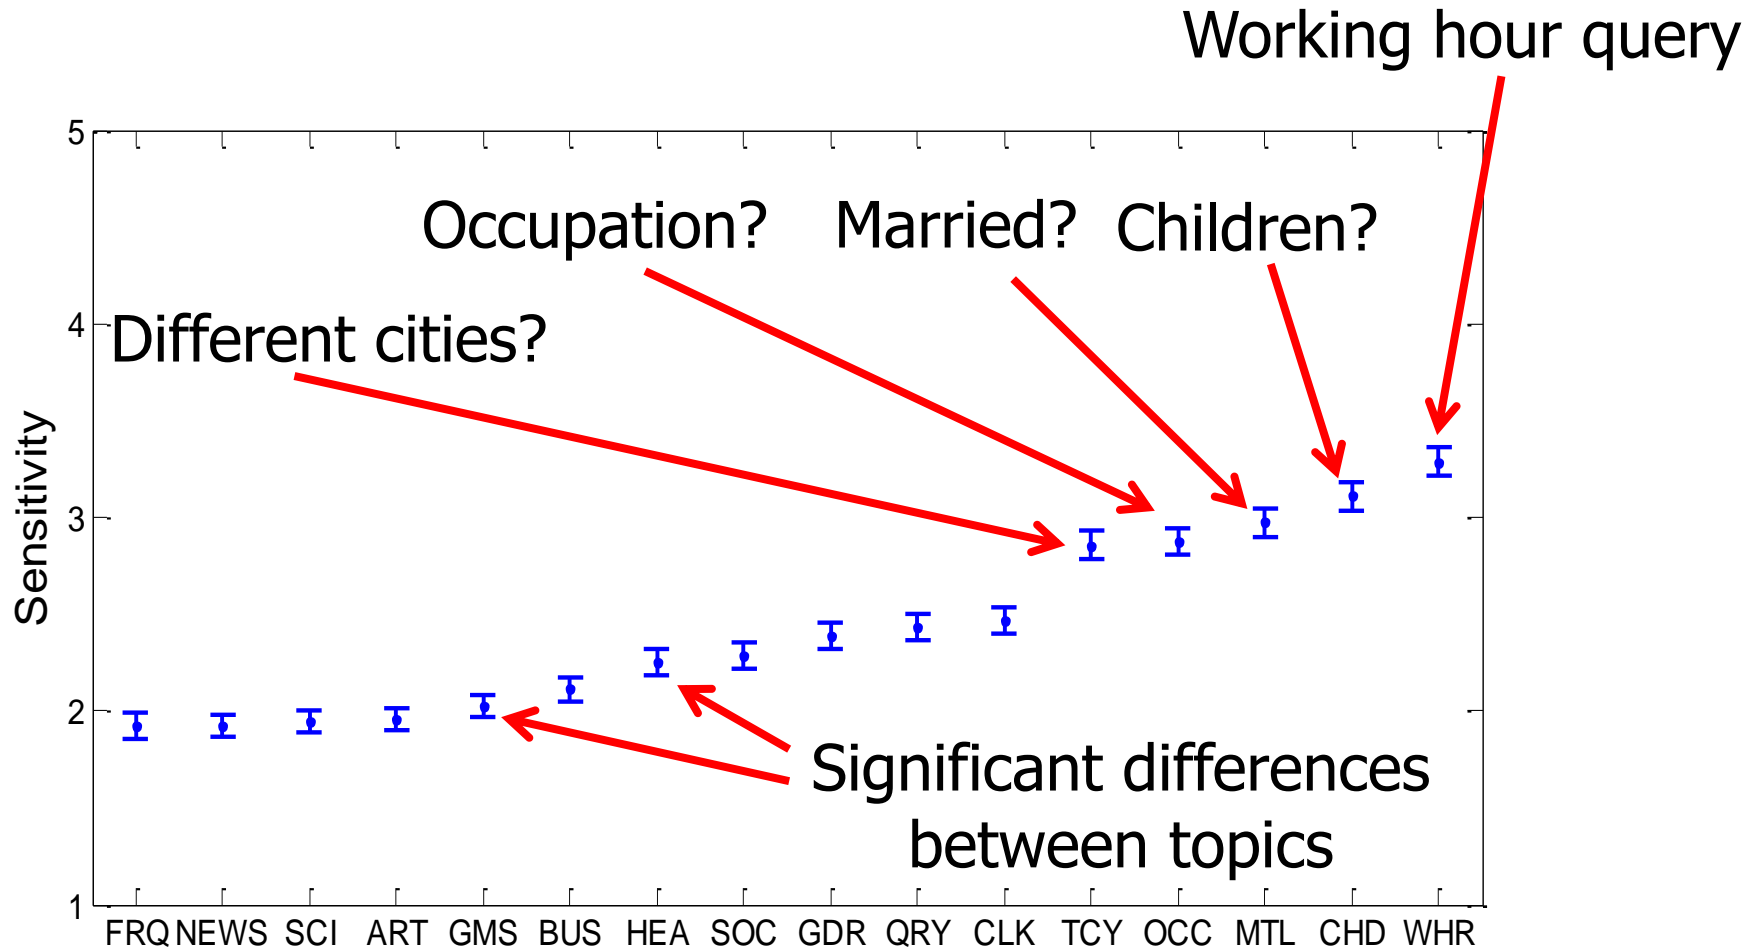 Working hour query
5
Occupation? Married? Children?
4
Different cities?
3
Sensitivity
2
Significant differences
between topics
1
FRQ NEWS SCI ART GMS BUS HEA SOC GDR QRY CLK TCY OCC MTL CHD WHR